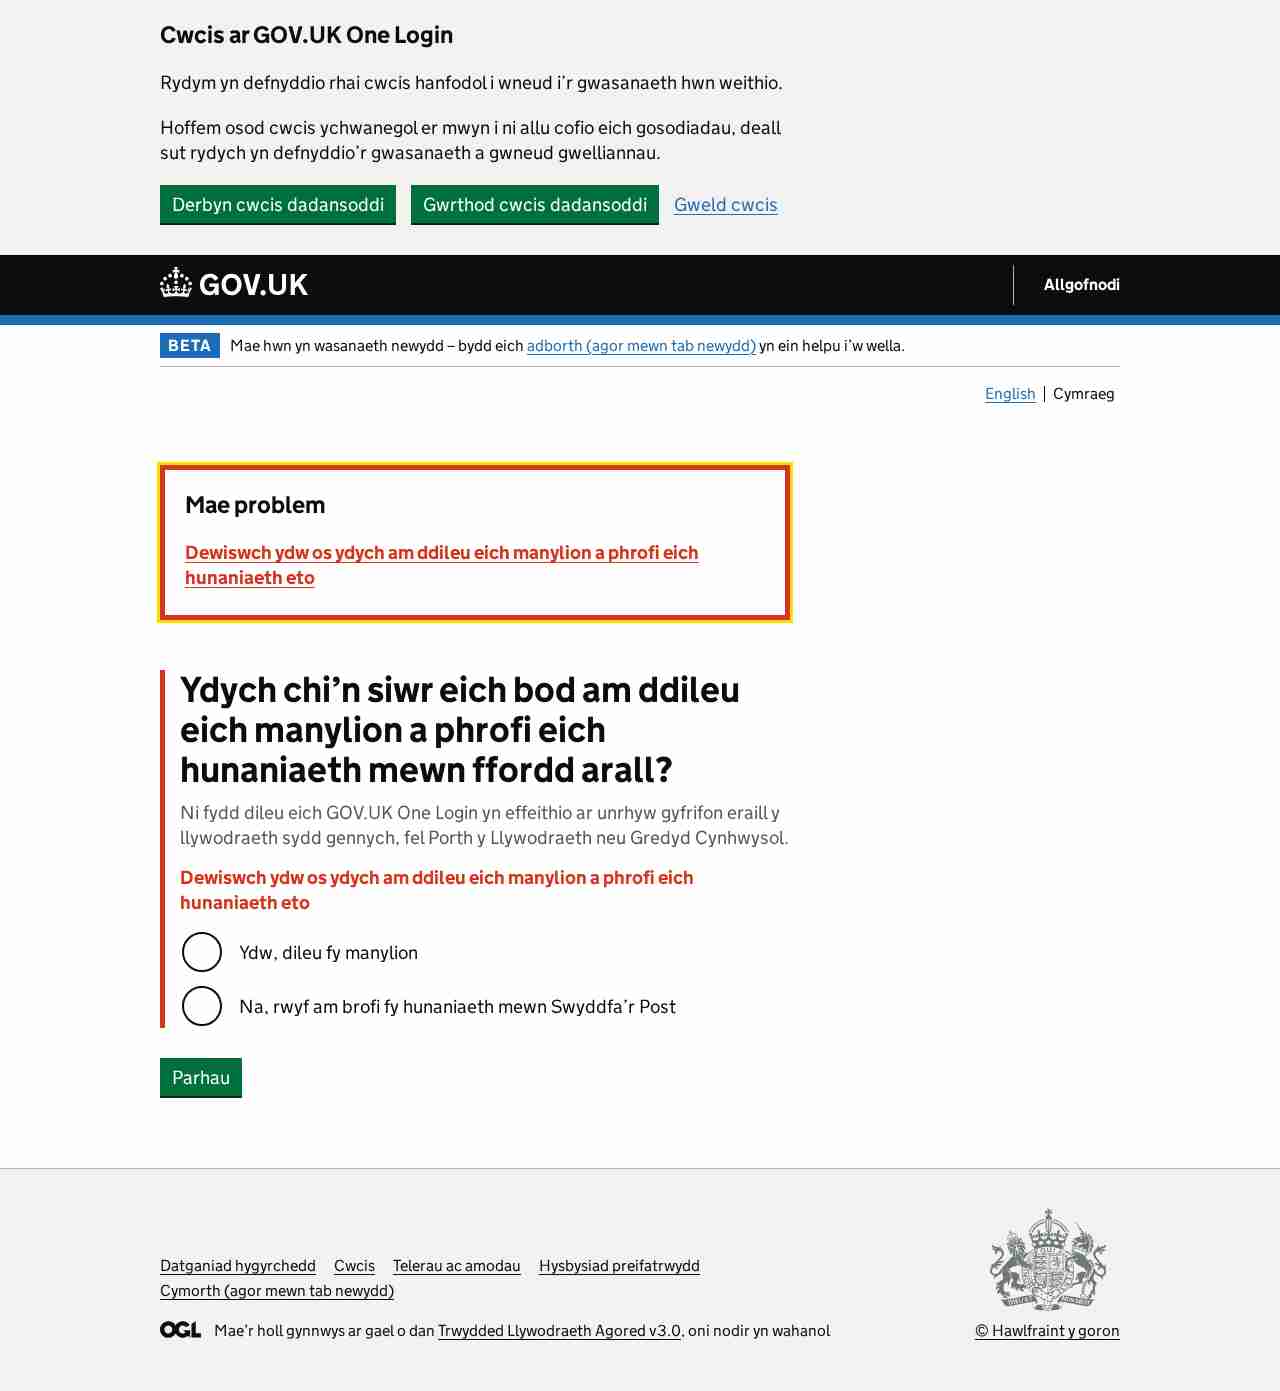 Cwcis ar GOV.UK One Login
Rydym yn defnyddio rhai cwcis hanfodol i wneud i’r gwasanaeth hwn weithio.
Hoffem osod cwcis ychwanegol er mwyn i ni allu cofio eich gosodiadau, deall
sut rydych yn defnyddio’r gwasanaeth a gwneud gwelliannau.
Derbyn cwcis dadansoddi Gwrthod cwcis dadansoddi Gweld cwcis
GOV.UK Allgofnodi
BETA Mae hwn yn wasanaeth newydd – bydd eich adborth (agor mewn tab newydd) yn ein helpu i’w wella.
English Cymraeg
Mae problem
Dewiswch ydw os ydych am ddileu eich manylion a phrofi eich
hunaniaeth eto
Ydych chi’n siwr eich bod am ddileu
eich manylion a phrofi eich
hunaniaeth mewn ffordd arall?
Ni fydd dileu eich GOV.UK One Login yn effeithio ar unrhyw gyfrifon eraill y
llywodraeth sydd gennych, fel Porth y Llywodraeth neu Gredyd Cynhwysol.
Dewiswch ydw os ydych am ddileu eich manylion a phrofi eich
hunaniaeth eto
Ydw, dileu fy manylion
Na, rwyf am brofi fy hunaniaeth mewn Swyddfa’r Post
Parhau
Datganiad hygyrchedd Cwcis Telerau ac amodau Hysbysiad preifatrwydd
Cymorth (agor mewn tab newydd)
OGL Mae'r holl gynnwys ar gael o dan Trwydded Llywodraeth Agored v3.0, oni nodir yn wahanol
© Hawlfraint y goron